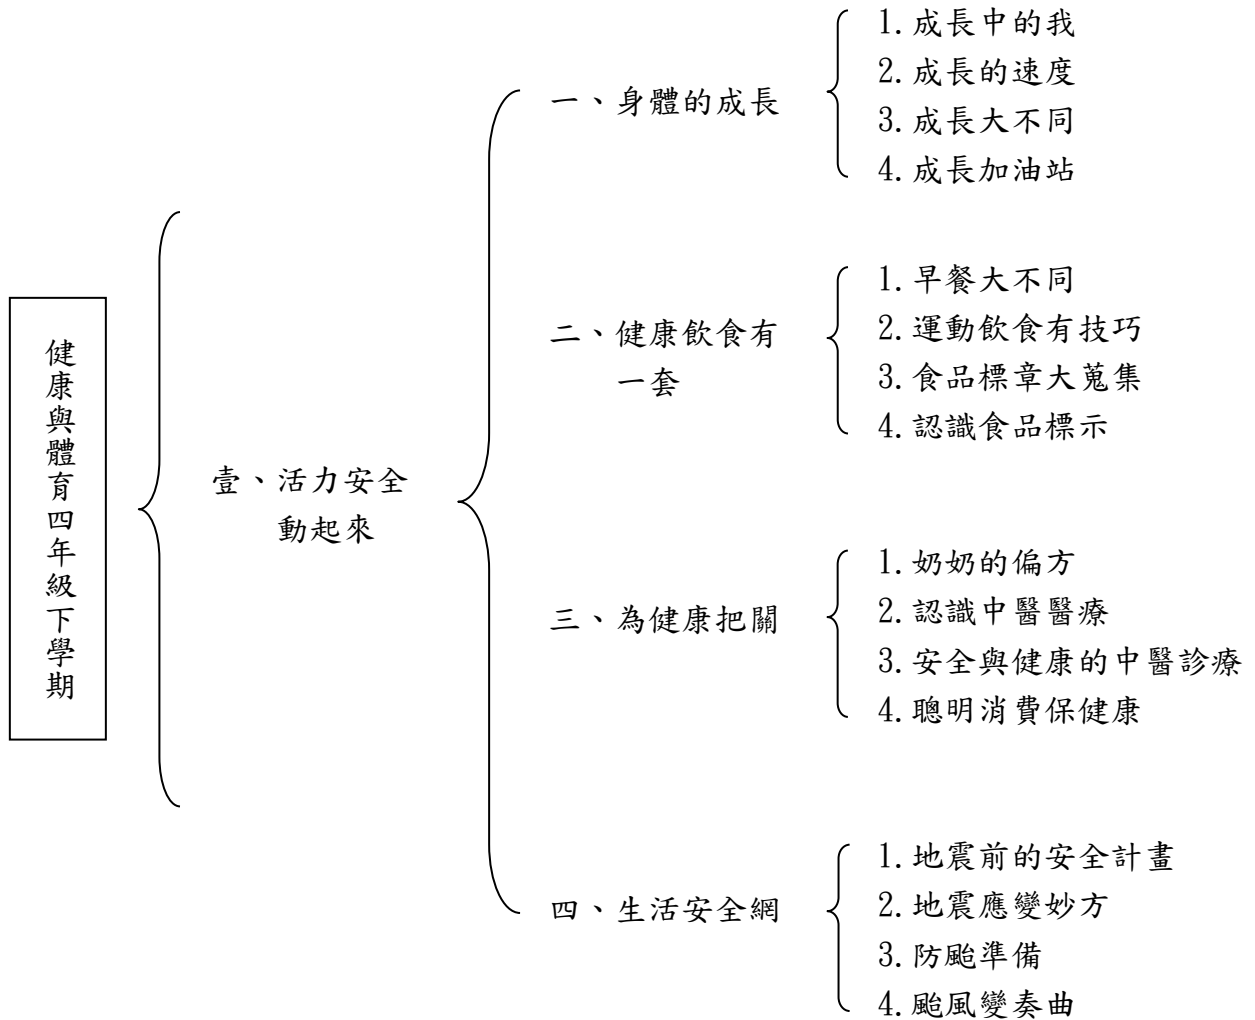 健康與體育四年級下學期
壹、活力安全
動起來
一、身體的成長
1.成長中的我
2.成長的速度
3.成長大不同
4.成長加油站
二、健康飲食有
一套
1.早餐大不同
2.運動飲食有技巧
3.食品標章大蒐集
4.認識食品標示
三、為健康把關
1.奶奶的偏方
2.認識中醫醫療
3.安全與健康的中醫診療
4.聰明消費保健康
四、生活安全網
1.地震前的安全計畫
2.地震應變妙方
3.防颱準備
4.颱風變奏曲